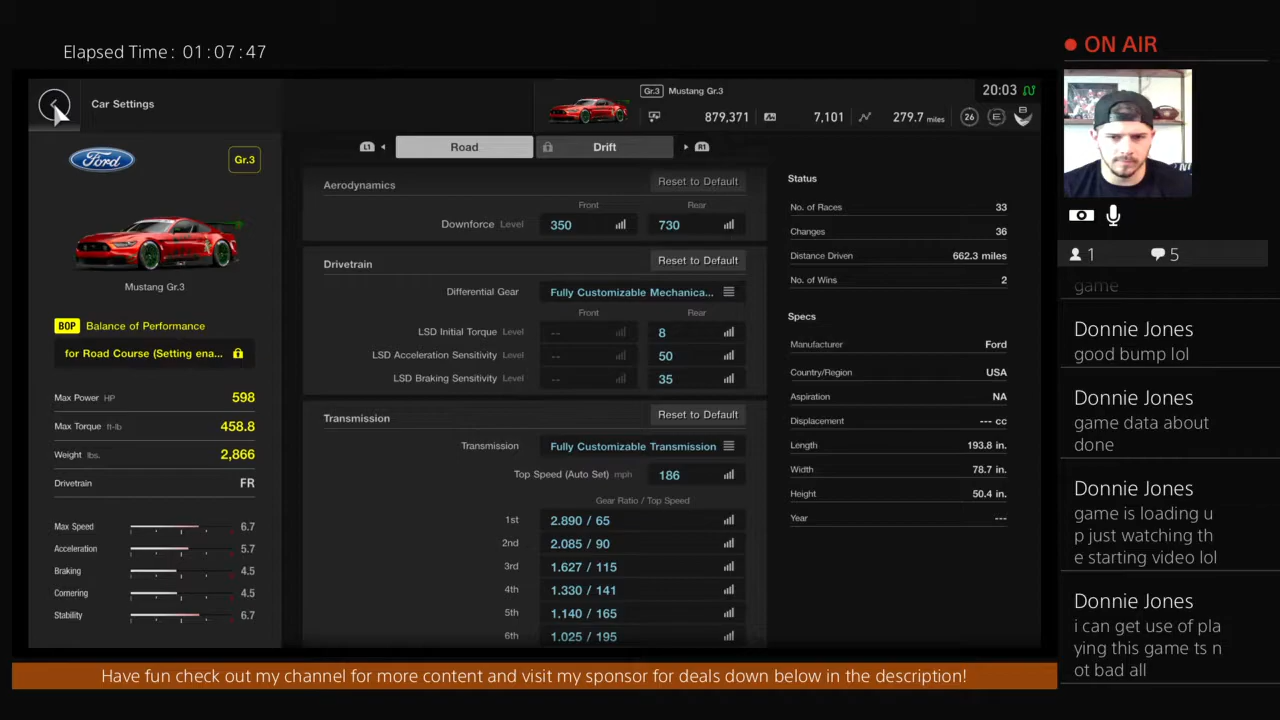 Elapsed Time : 01:07:47
ON AIR
Car Settings
Gr.3 Mustang Gr.3
20:03
879,371
7,101
279.7 miles
26
E
Ford
Gr.3
Mustang Gr.3
BOP Balance of Performance
for Road Course (Setting ena...
Max Power HP 598
Max Torque ft-lb 458.8
Weight lbs. 2,866
Drivetrain FR
Max Speed 6.7
Acceleration 5.7
Braking 4.5
Cornering 4.5
Stability 6.7
L1 Road Drift R1
Aerodynamics Reset to Default
Front Rear
Downforce Level 350 730
Drivetrain Reset to Default
Differential Gear Fully Customizable Mechanica...
Front Rear
LSD Initial Torque Level -- 8
LSD Acceleration Sensitivity Level -- 50
LSD Braking Sensitivity Level -- 35
Transmission Reset to Default
Transmission Fully Customizable Transmission
Top Speed (Auto Set) mph 186
Gear Ratio / Top Speed
1st 2.890 / 65
2nd 2.085 / 90
3rd 1.627 / 115
4th 1.330 / 141
5th 1.140 / 165
6th 1.025 / 195
Status
No. of Races 33
Changes 36
Distance Driven 662.3 miles
No. of Wins 2
Specs
Manufacturer Ford
Country/Region USA
Aspiration NA
Displacement --- cc
Length 193.8 in.
Width 78.7 in.
Height 50.4 in.
Year ---
1 5
game
Donnie Jones
good bump lol
Donnie Jones
game data about
done
Donnie Jones
game is loading u
p just watching th
e starting video lol
Donnie Jones
i can get use of pla
ying this game ts n
ot bad all
Have fun check out my channel for more content and visit my sponsor for deals down below in the description!